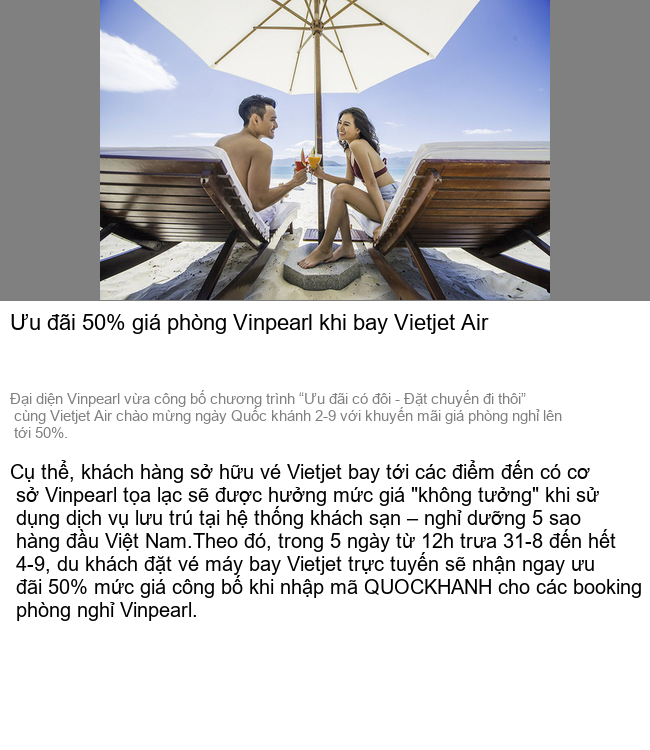 Ưu đãi 50% giá phòng Vinpearl khi bay Vietjet Air
Đại diện Vinpearl vừa công bố chương trình “Ưu đãi có đôi - Đặt chuyến đi thôi”
cùng Vietjet Air chào mừng ngày Quốc khánh 2-9 với khuyến mãi giá phòng nghỉ lên
tới 50%.
Cụ thể, khách hàng sở hữu vé Vietjet bay tới các điểm đến có cơ
sở Vinpearl tọa lạc sẽ được hưởng mức giá "không tưởng" khi sử
dụng dịch vụ lưu trú tại hệ thống khách sạn – nghỉ dưỡng 5 sao
hàng đầu Việt Nam.Theo đó, trong 5 ngày từ 12h trưa 31-8 đến hết
4-9, du khách đặt vé máy bay Vietjet trực tuyến sẽ nhận ngay ưu
đãi 50% mức giá công bố khi nhập mã QUOCKHANH cho các booking
phòng nghỉ Vinpearl.